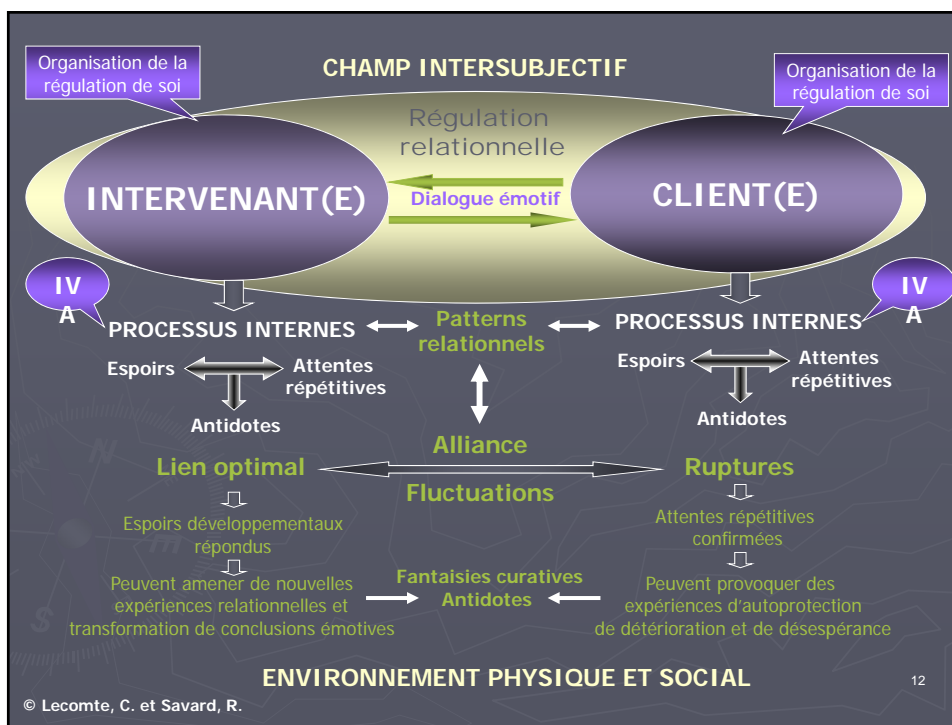 Organisation de la
régulation de soi
CHAMP INTERSUBJECTIF
Organisation de la
régulation de soi
Régulation
relationnelle
INTERVENANT(E)
Dialogue émotif
CLIENT(E)
IV
A
PROCESSUS INTERNES
Patterns
relationnels
PROCESSUS INTERNES
IV
A
Espoirs
Attentes
répétitives
Antidotes
Espoirs
Attentes
répétitives
Antidotes
Alliance
Lien optimal
Ruptures
Fluctuations
Espoirs développementaux
répondus
Attentes répétitives
confirmées
Peuvent amener de nouvelles
expériences relationnelles et
transformation de conclusions émotives
Fantaisies curatives
Antidotes
Peuvent provoquer des
expériences d'autoprotection
de détérioration et de désespérance
N
m
S
ENVIRONNEMENT PHYSIQUE ET SOCIAL
12
© Lecomte, C. et Savard, R.